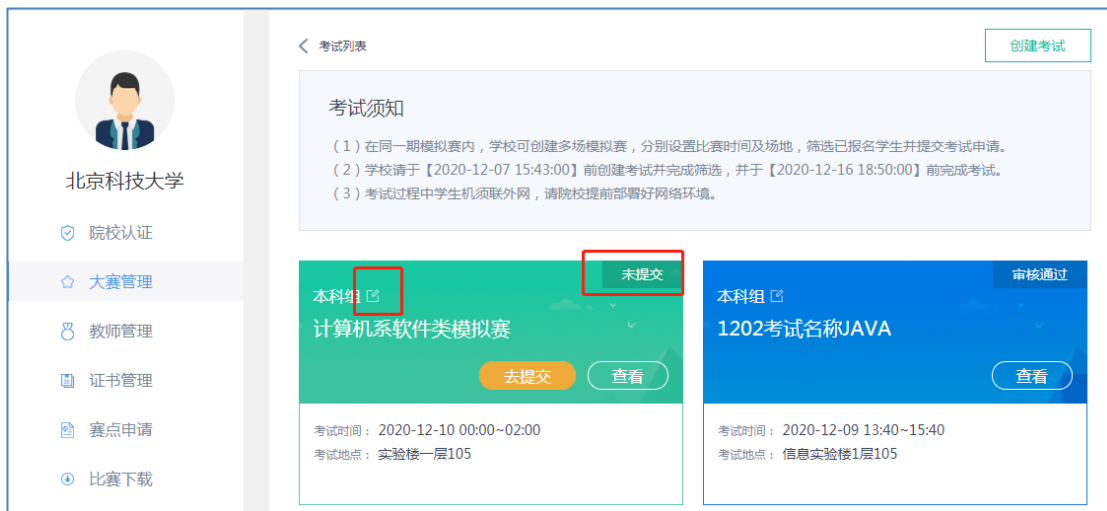 北京科技大学
院校认证
大赛管理
教师管理
证书管理
赛点申请
比赛下载
考试列表
创建考试
考试须知
（1）在同一期模拟赛内，学校可创建多场模拟赛，分别设置比赛时间及场地，筛选已报名学生并提交考试申请。
（2）学校请于【2020-12-07 15:43:00】前创建考试并完成筛选，并于【2020-12-16 18:50:00】前完成考试。
（3）考试过程中学生机须联外网，请院校提前部署好网络环境。
未提交
本科组
计算机系软件类模拟赛
去提交 查看
考试时间： 2020-12-10 00:00~02:00
考试地点： 实验楼一层105
审核通过
本科组
1202考试名称JAVA
查看
考试时间： 2020-12-09 13:40~15:40
考试地点： 信息实验楼1层105